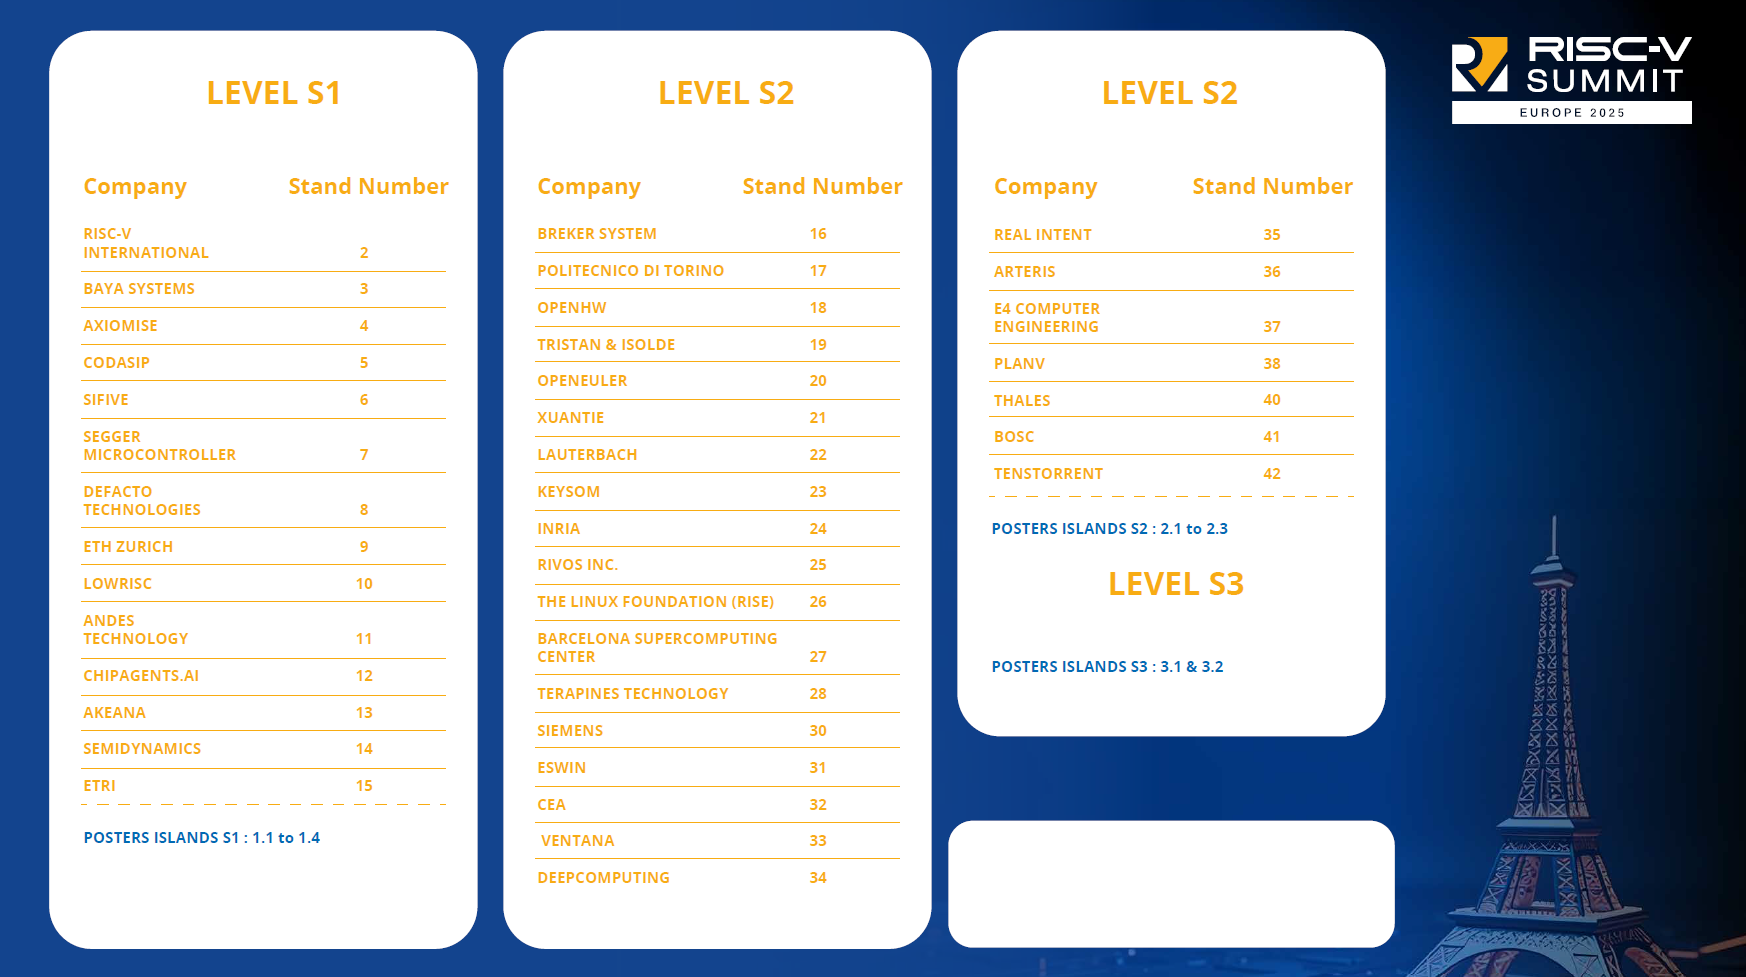 LEVEL S1
Company Stand Number
RISC-V
INTERNATIONAL 2
BAYA SYSTEMS 3
AXIOMISE 4
CODASIP 5
SIFIVE 6
SEGGER
MICROCONTROLLER 7
DEFACTO
TECHNOLOGIES 8
ETH ZURICH 9
LOWRISC 10
ANDES
TECHNOLOGY 11
CHIPAGENTS.AI 12
AKEANA 13
SEMIDYNAMICS 14
ETRI 15
POSTERS ISLANDS S1 : 1.1 to 1.4
LEVEL S2
Company Stand Number
BREKER SYSTEM 16
POLITECNICO DI TORINO 17
OPENHW 18
TRISTAN & ISOLDE 19
OPENEULER 20
XUANTIE 21
LAUTERBACH 22
KEYSOM 23
INRIA 24
RIVOS INC. 25
THE LINUX FOUNDATION (RISE) 26
BARCELONA SUPERCOMPUTING
CENTER 27
TERAPINES TECHNOLOGY 28
SIEMENS 30
ESWIN 31
CEA 32
VENTANA 33
DEEPCOMPUTING 34
LEVEL S2
Company Stand Number
REAL INTENT 35
ARTERIS 36
E4 COMPUTER
ENGINEERING 37
PLANV 38
THALES 40
BOSC 41
TENSTORRENT 42
POSTERS ISLANDS S2 : 2.1 to 2.3
LEVEL S3
POSTERS ISLANDS S3 : 3.1 & 3.2
RISC-V
SUMMIT
EUROPE 2025